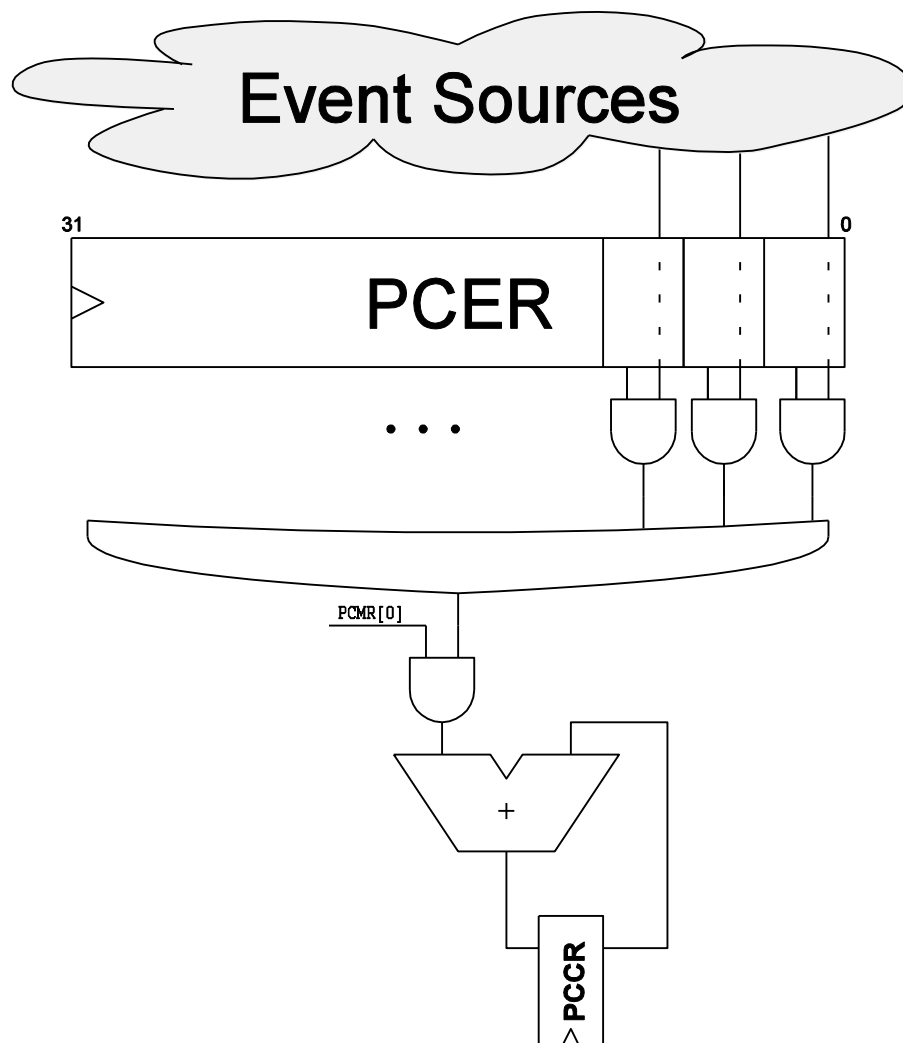 Event Sources
31
0
PCER
. . .
PCMR[0]
+
PCCR